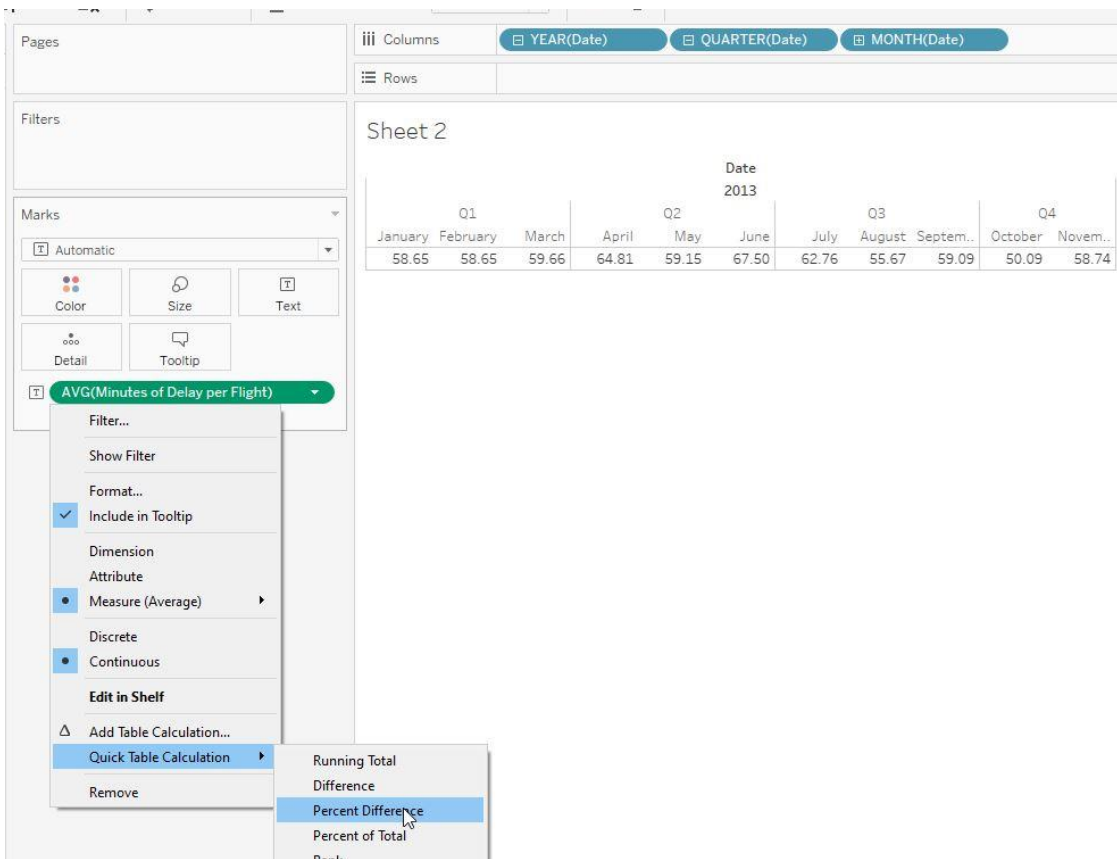 Pages
iii Columns
YEAR(Date)
QUARTER(Date)
MONTH(Date)
Rows
Filters
Sheet 2
Date
2013
Q1 Q2 Q3 Q4
January February March April May June July August Septem.. October Novem..
58.65 58.65 59.66 64.81 59.15 67.50 62.76 55.67 59.09 50.09 58.74
Marks
T Automatic
Color
Size
T
Text
Detail
Tooltip
T AVG(Minutes of Delay per Flight)
Filter...
Show Filter
Format...
Include in Tooltip
Dimension
Attribute
Measure (Average)
Discrete
Continuous
Edit in Shelf
Add Table Calculation...
Quick Table Calculation
Remove
Running Total
Difference
Percent Difference
Percent of Total